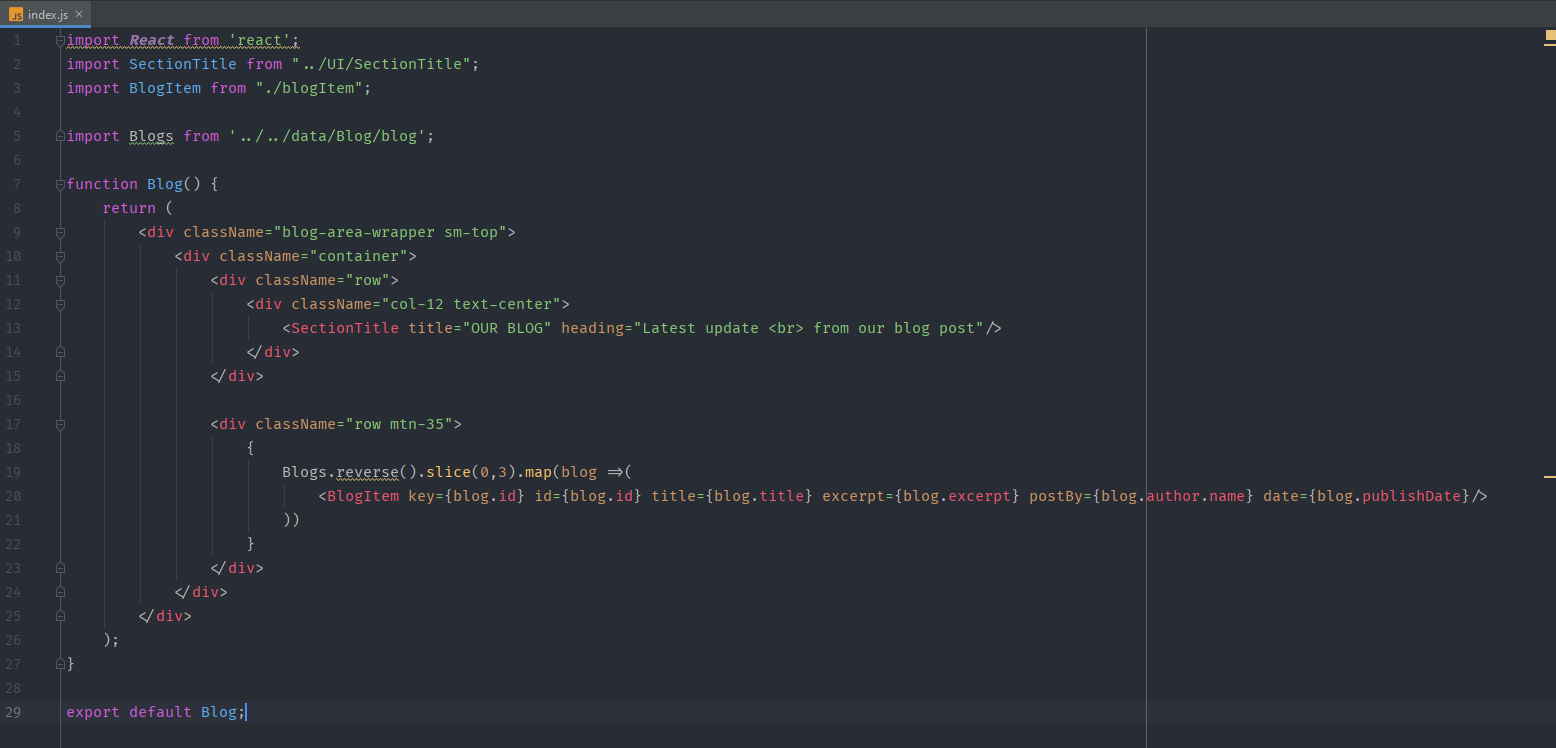 index.js
1 import React from 'react';
2 import SectionTitle from "../UI/SectionTitle";
3 import BlogItem from "./blogItem";
4
5 import Blogs from '../../data/Blog/blog';
6
7 function Blog() {
8     return (
9         <div className="blog-area-wrapper sm-top">
10             <div className="container">
11                 <div className="row">
12                     <div className="col-12 text-center">
13                         <SectionTitle title="OUR BLOG" heading="Latest update <br> from our blog post"/>
14                     </div>
15                 </div>
16
17                 <div className="row mtn-35">
18                     {
19                         Blogs.reverse().slice(0,3).map(blog =>(
20                             <BlogItem key={blog.id} id={blog.id} title={blog.title} excerpt={blog.excerpt} postBy={blog.author.name} date={blog.publishDate}/>
21                         ))
22                     }
23                 </div>
24             </div>
25         </div>
26     );
27 }
28
29 export default Blog;